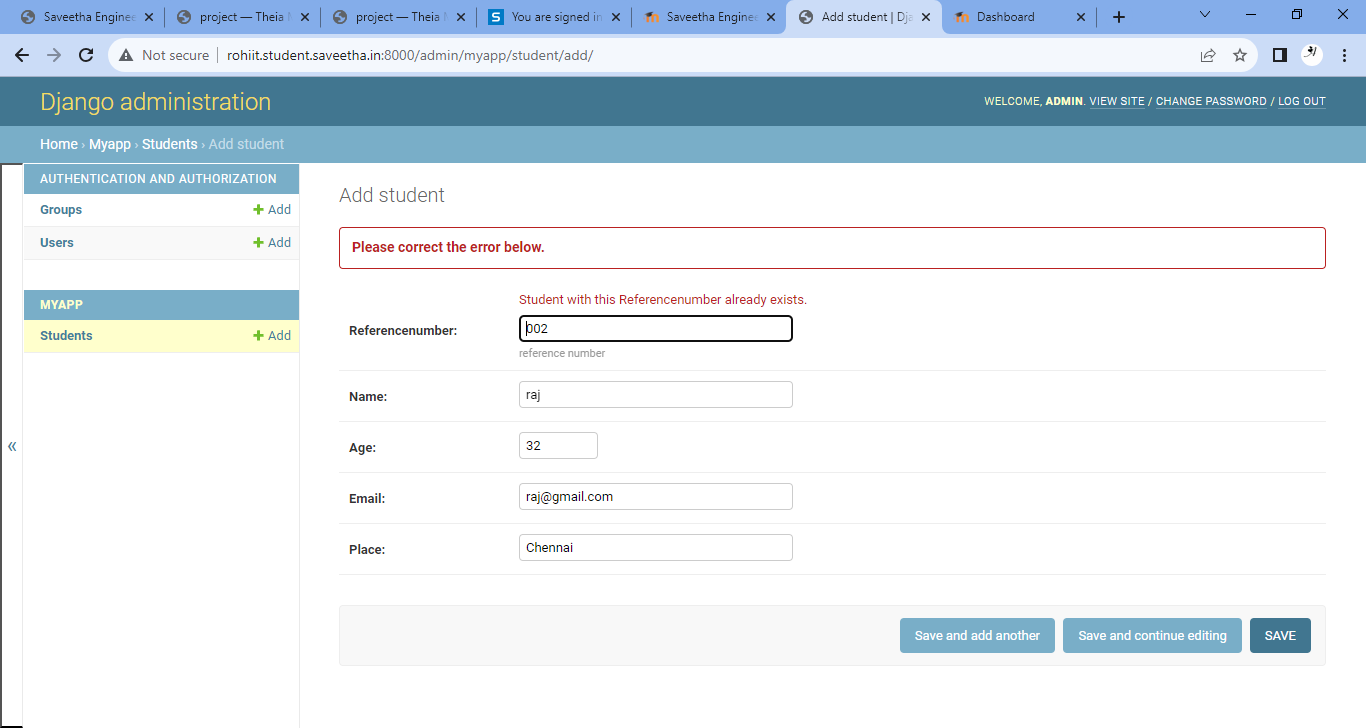 Saveetha Enginee
project — Theia
project — Theia
S You are signed in
Saveetha Enginee
Add student | Dja
Dashboard
Not secure | rohiit.student.saveetha.in:8000/admin/myapp/student/add/
Django administration
WELCOME, ADMIN. VIEW SITE / CHANGE PASSWORD / LOG OUT
Home › Myapp › Students › Add student
AUTHENTICATION AND AUTHORIZATION
Groups + Add
Users + Add
MYAPP
Students + Add
«
Add student
Please correct the error below.
Student with this Referencenumber already exists.
Referencenumber: 002
reference number
Name: raj
Age: 32
Email: raj@gmail.com
Place: Chennai
Save and add another Save and continue editing SAVE